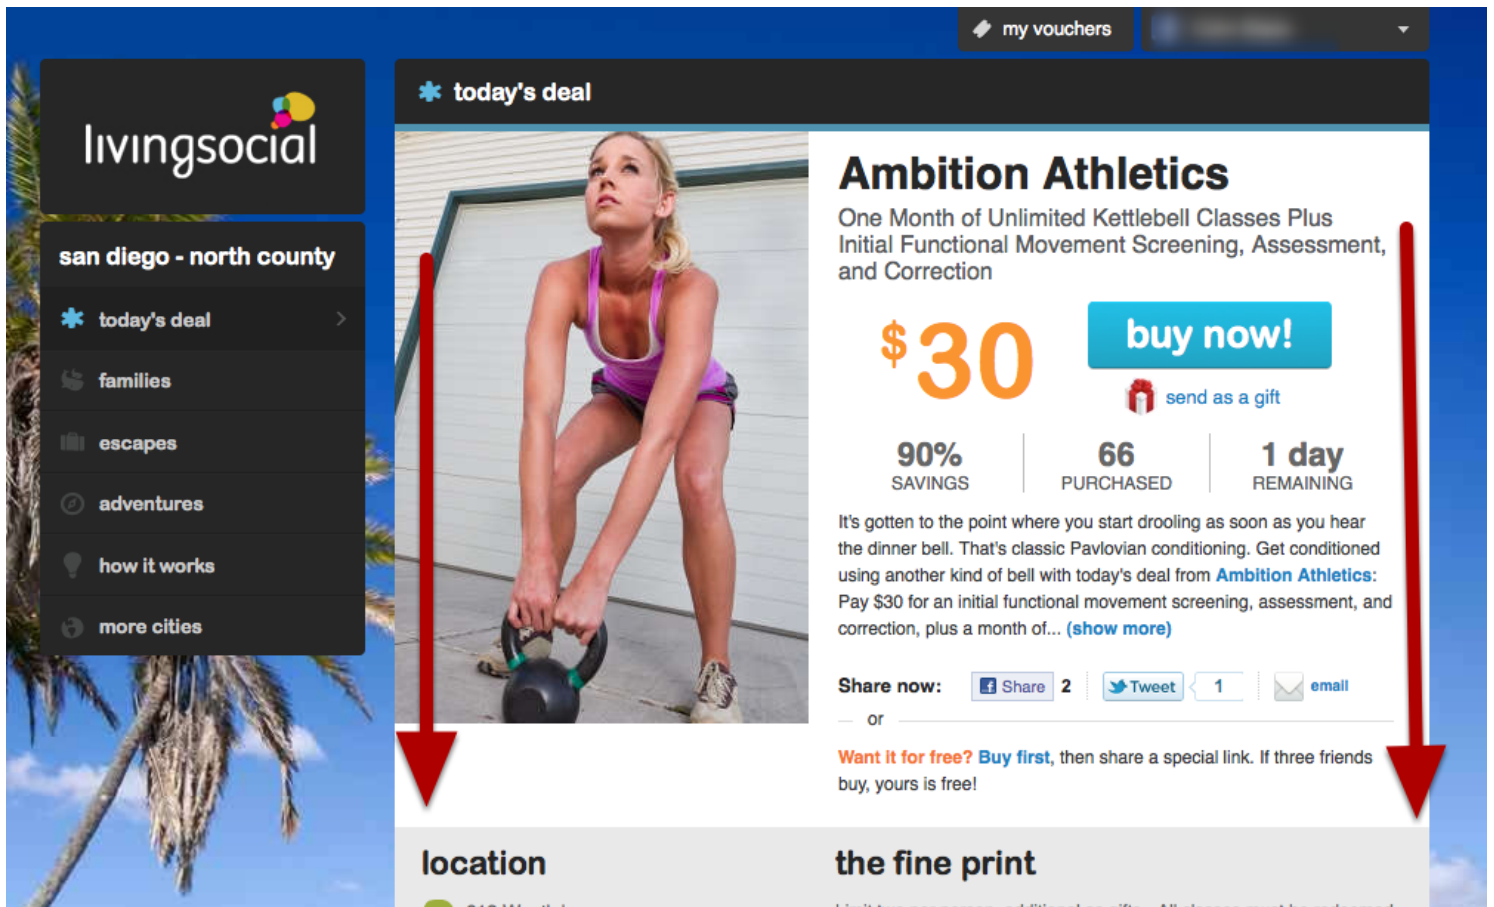 my vouchers
livingsocial
san diego - north county
today's deal
families
escapes
adventures
how it works
more cities
today's deal
Ambition Athletics
One Month of Unlimited Kettlebell Classes Plus
Initial Functional Movement Screening, Assessment,
and Correction
$30
buy now!
send as a gift
90%
SAVINGS
66
PURCHASED
1 day
REMAINING
It's gotten to the point where you start drooling as soon as you hear
the dinner bell. That's classic Pavlovian conditioning. Get conditioned
using another kind of bell with today's deal from Ambition Athletics:
Pay $30 for an initial functional movement screening, assessment, and
correction, plus a month of... (show more)
Share now: Share 2 Tweet 1 email
or
Want it for free? Buy first, then share a special link. If three friends
buy, yours is free!
location
the fine print